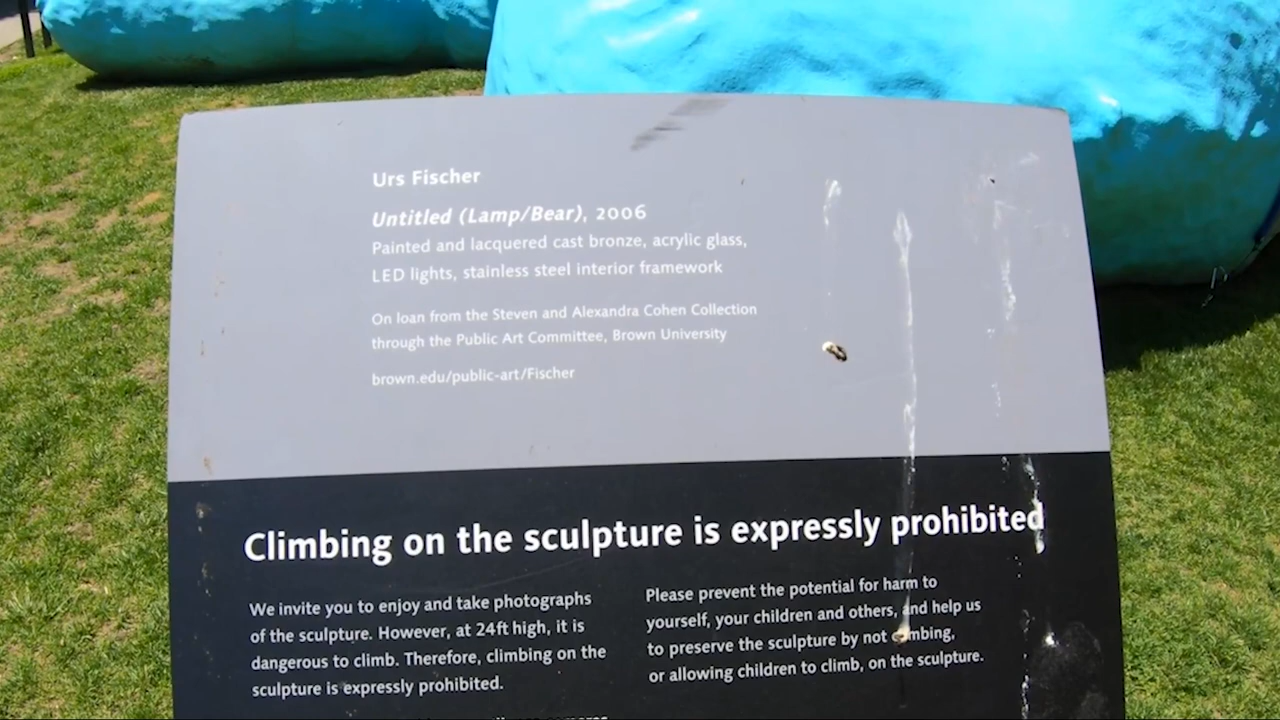 Urs Fischer
Untitled (Lamp/Bear), 2006
Painted and lacquered cast bronze, acrylic glass,
LED lights, stainless steel interior framework
On loan from the Steven and Alexandra Cohen Collection
through the Public Art Committee, Brown University
brown.edu/public-art/Fischer
Climbing on the sculpture is expressly prohibited
We invite you to enjoy and take photographs
of the sculpture. However, at 24ft high, it is
dangerous to climb. Therefore, climbing on the
sculpture is expressly prohibited.
Please prevent the potential for harm to
yourself, your children and others, and help us
to preserve the sculpture by not climbing,
or allowing children to climb, on the sculpture.